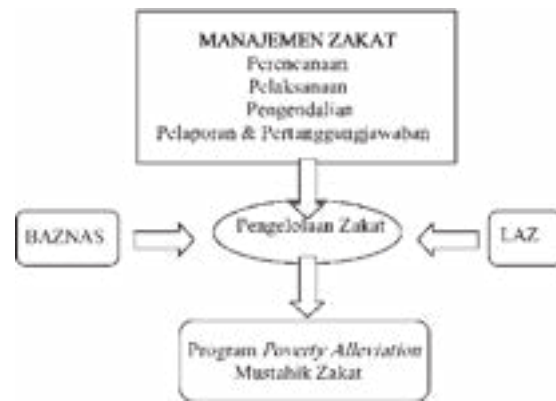 MANAJEMEN ZAKAT
Perencanaan
Pelaksanaan
Pengendalian
Pelaporan & Pertanggungjawaban
BAZNAS
Pengelolaan Zakat
LAZ
Program Poverty Alleviation
Mustahik Zakat